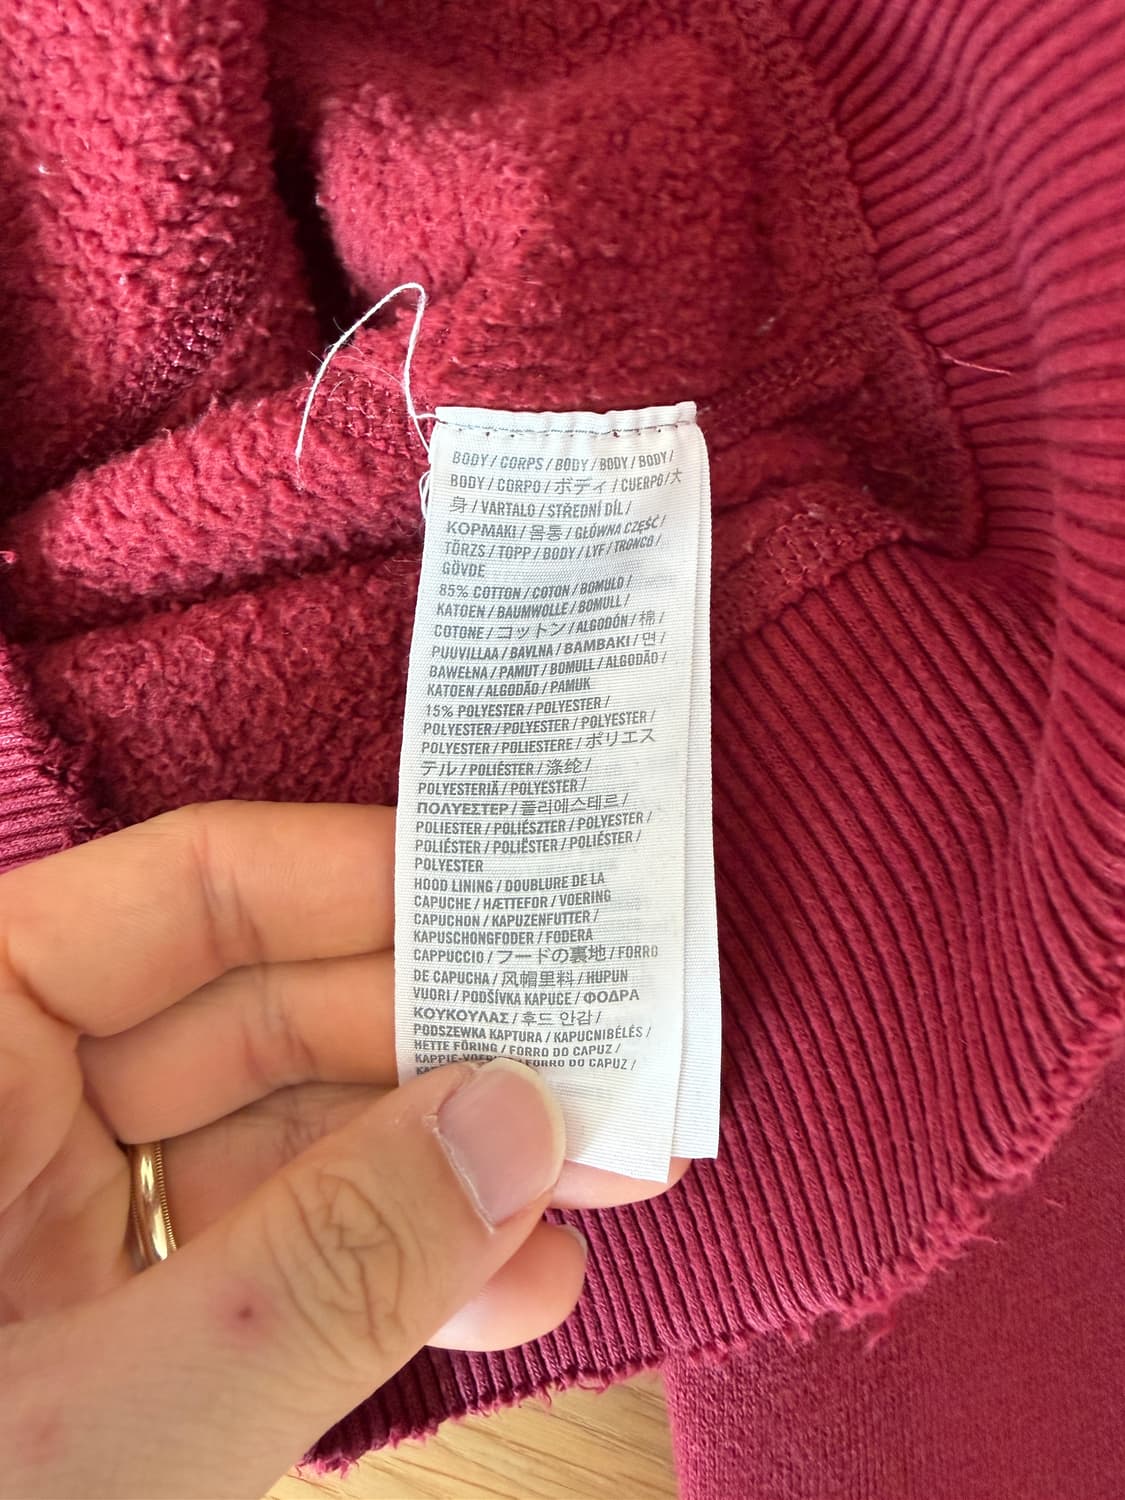 BODY / CORPS / BODY / BODY / BODY /
BODY / CORPO / ボディ / CUERPO / 大
身 / VARTALO / STŘEDNÍ DÍL /
ΚΟΡΜΑΚΙ / 몸통 / GŁÓWNA CZĘŚĆ /
TÖRZS / TOPP / BODY / LYF / TRONCO /
GÖVDE
85% COTTON / COTON / BOMULD /
KATOEN / BAUMWOLLE / BOMULL /
COTONE / コットン / ALGODÓN / 棉 /
PUUVILLAA / BAVLNA / ΒΑΜΒΑΚΙ / 면 /
BAWEŁNA / PAMUT / BOMULL / ALGODÃO /
KATOEN / ALGODÃO / PAMUK
15% POLYESTER / POLYESTER /
POLYESTER / POLYESTER / POLYESTER /
POLYESTER / POLIESTERE / ポリエス
テル / POLIÉSTER / 涤纶 /
POLYESTERIÄ / POLYESTER /
ΠΟΛΥΕΣΤΕΡ / 폴리에스테르 /
POLIESTER / POLIÉSZTER / POLYESTER /
POLIÉSTER / POLIËSTER / POLIÉSTER /
POLYESTER
HOOD LINING / DOUBLURE DE LA
CAPUCHE / HÆTTEFOR / VOERING
CAPUCHON / KAPUZENFUTTER /
KAPUSCHONGFODER / FODERA
CAPPUCCIO / フードの裏地 / FORRO
DE CAPUCHA / 风帽里料 / HUPUN
VUORI / PODŠÍVKA KAPUCE / ΦΟΔΡΑ
ΚΟΥΚΟΥΛΑΣ / 후드 안감 /
PODSZEWKA KAPTURA / KAPUCNIBÉLÉS /
HETTE FÔRING / FORRO DO CAPUZ /
FORRO DO CAPUZ /